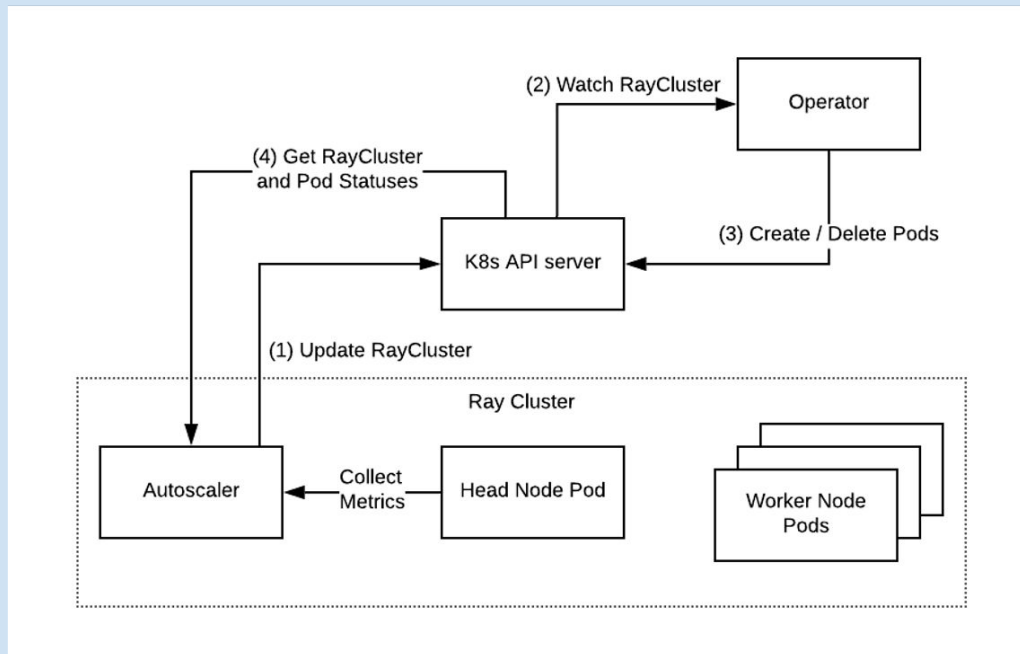 (2) Watch RayCluster
Operator
(4) Get RayCluster
and Pod Statuses
(3) Create / Delete Pods
K8s API server
(1) Update RayCluster
Ray Cluster
Autoscaler
Collect
Metrics
Head Node Pod
Worker Node
Pods